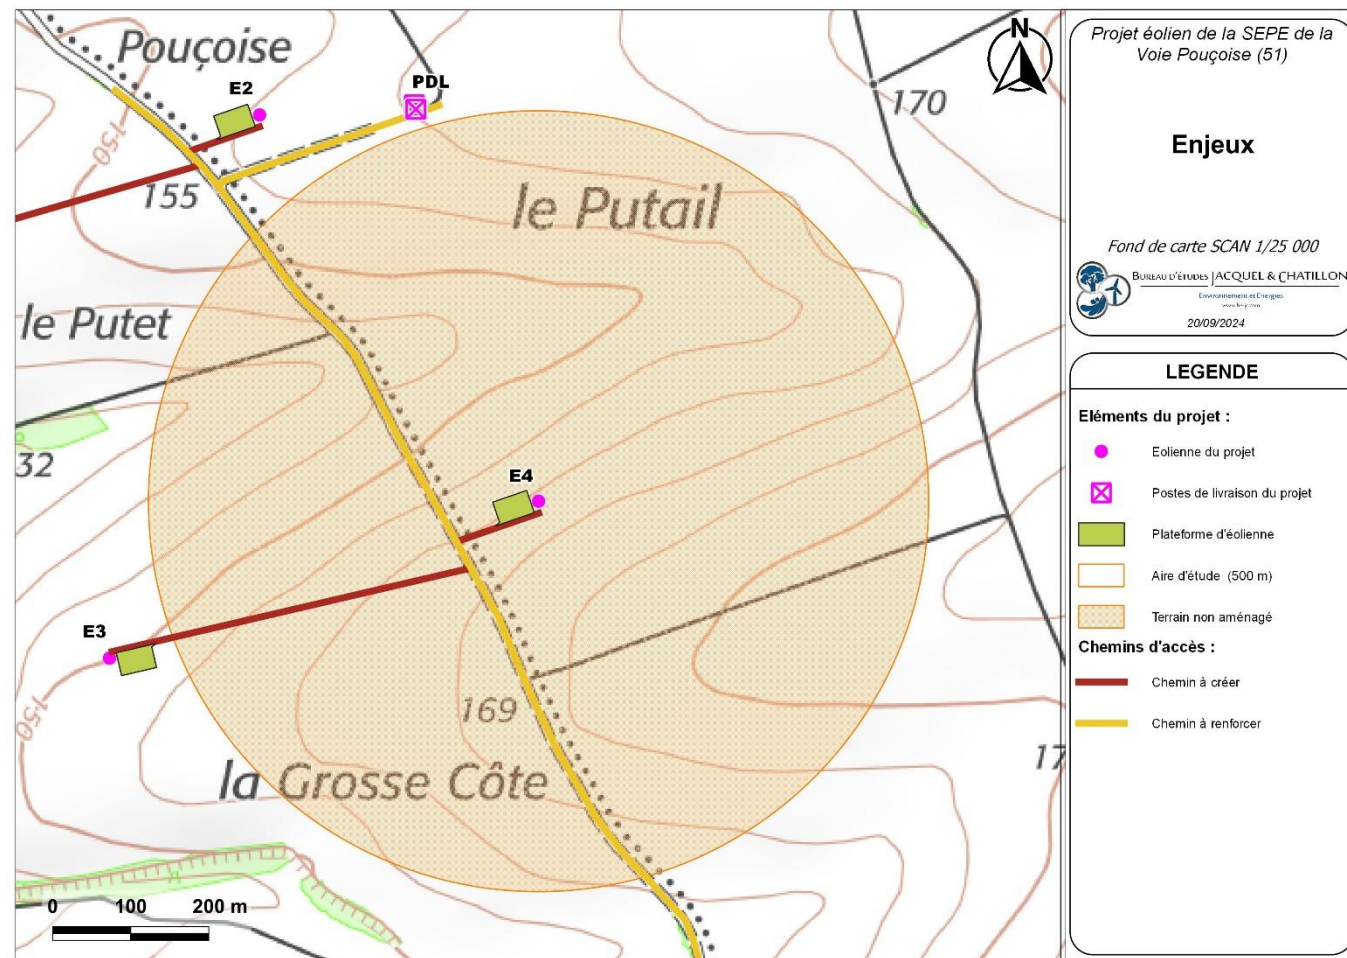 Pouçoise
E2
PDL
N
150
170
155
le Putail
le Putet
32
E4
E3
150
169
17
la Grosse Côte
0 100 200 m
Projet éolien de la SEPE de la
Voie Pouçoise (51)
Enjeux
Fond de carte SCAN 1/25 000
BUREAU D'ÉTUDES JACQUEL & CHATILLON
Environnement et Énergies
20/09/2024
LEGENDE
Eléments du projet :
Eolienne du projet
Postes de livraison du projet
Plateforme d'éolienne
Aire d'étude (500 m)
Terrain non aménagé
Chemins d'accès :
Chemin à créer
Chemin à renforcer